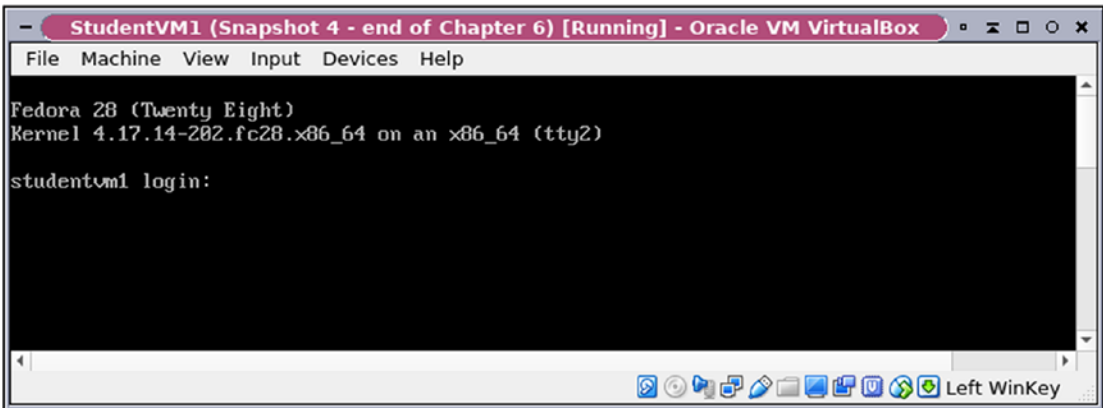 StudentVM1 (Snapshot 4 - end of Chapter 6) [Running] - Oracle VM VirtualBox
File Machine View Input Devices Help
Fedora 28 (Twenty Eight)
Kernel 4.17.14-202.fc28.x86_64 on an x86_64 (tty2)
studentvm1 login:
Left WinKey